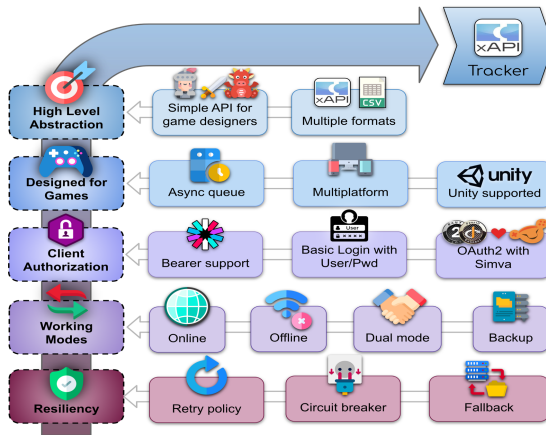 xAPI
Tracker
High Level
Abstraction
Simple API for
game designers
xAPI
CSV
Multiple formats
Designed for
Games
Async queue
Multiplatform
unity
Unity supported
Client
Authorization
Bearer support
User
Basic Login with
User/Pwd
2
OAuth2 with
Simva
Working
Modes
Online
Offline
Dual mode
Backup
Resiliency
Retry policy
Circuit breaker
Fallback